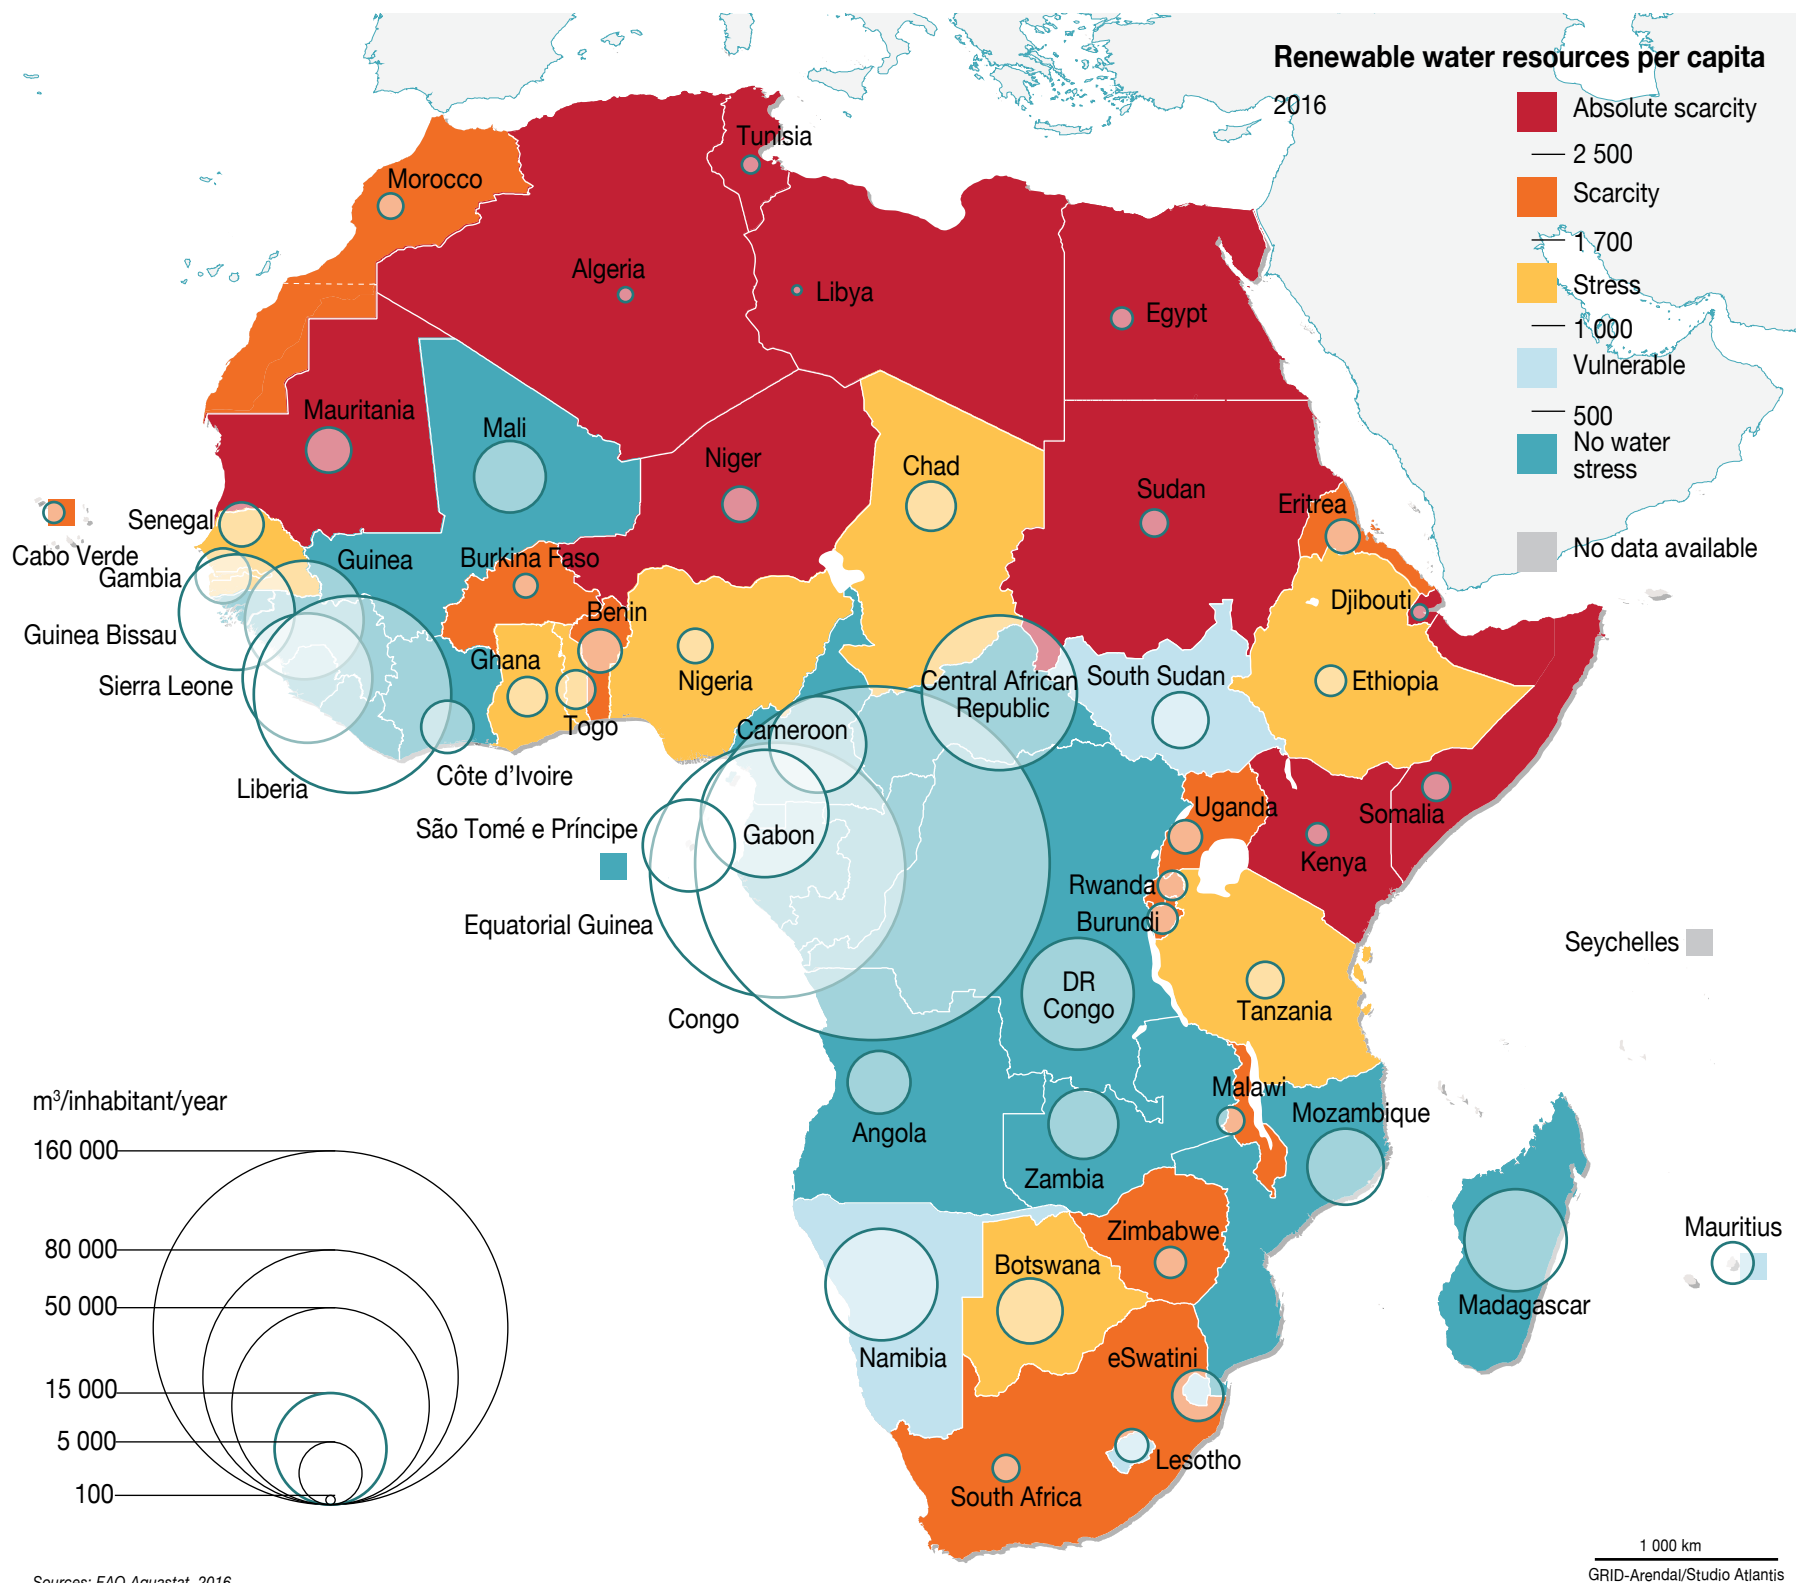 Renewable water resources per capita
2016
Absolute scarcity
2 500
Scarcity
1 700
Stress
1 000
Vulnerable
500
No water
stress
No data available
Tunisia
Morocco
Algeria
Libya
Egypt
Mauritania
Mali
Niger
Chad
Sudan
Eritrea
Senegal
Cabo Verde
Gambia
Guinea
Burkina Faso
Benin
Djibouti
Guinea Bissau
Ghana
Nigeria
Central African
Republic
South Sudan
Ethiopia
Sierra Leone
Togo
Cameroon
Liberia
Côte d'Ivoire
São Tomé e Príncipe
Gabon
Uganda
Somalia
Kenya
Rwanda
Burundi
Equatorial Guinea
Seychelles
DR
Congo
Tanzania
Congo
Malawi
Mozambique
Angola
Zambia
Zimbabwe
Mauritius
Botswana
Madagascar
Namibia
eSwatini
Lesotho
South Africa
m³/inhabitant/year
160 000
80 000
50 000
15 000
5 000
100
1 000 km
GRID-Arendal/Studio Atlantis
Sources: FAO Aquastat, 2016